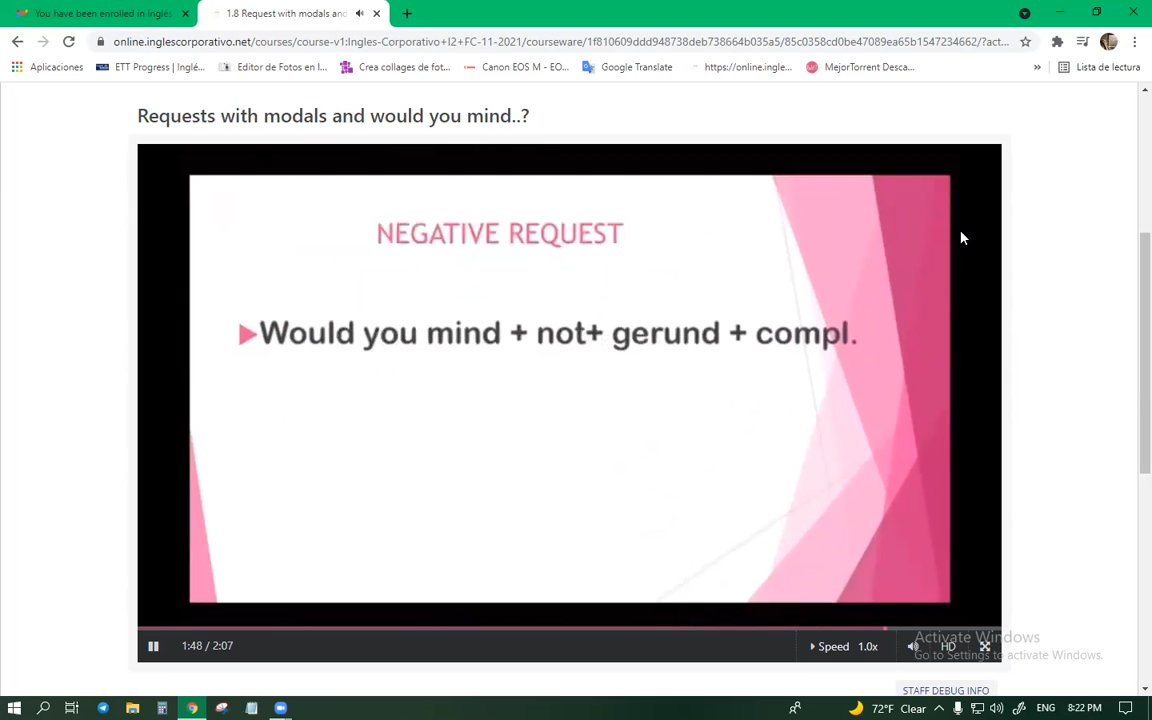 You have been enrolled in Inglés
1.8 Request with modals and
online.inglescorporativo.net/courses/course-v1:Ingles-Corporativo+I2+FC-11-2021/courseware/1f810609ddd948738deb738664b035a5/85c0358cd0be47089ea65b1547234662/?act...
Aplicaciones
ETT Progress | Inglé...
Editor de Fotos en l...
Crea collages de fot...
Canon EOS M - EO...
Google Translate
https://online.ingle...
MejorTorrent Desca...
»
Lista de lectura
Requests with modals and would you mind..?
NEGATIVE REQUEST
Would you mind + not+ gerund + compl.
1:48 / 2:07
Speed 1.0x
HD
Activate Windows
Go to Settings to activate Windows.
STAFF DEBUG INFO
72°F Clear
ENG
8:22 PM